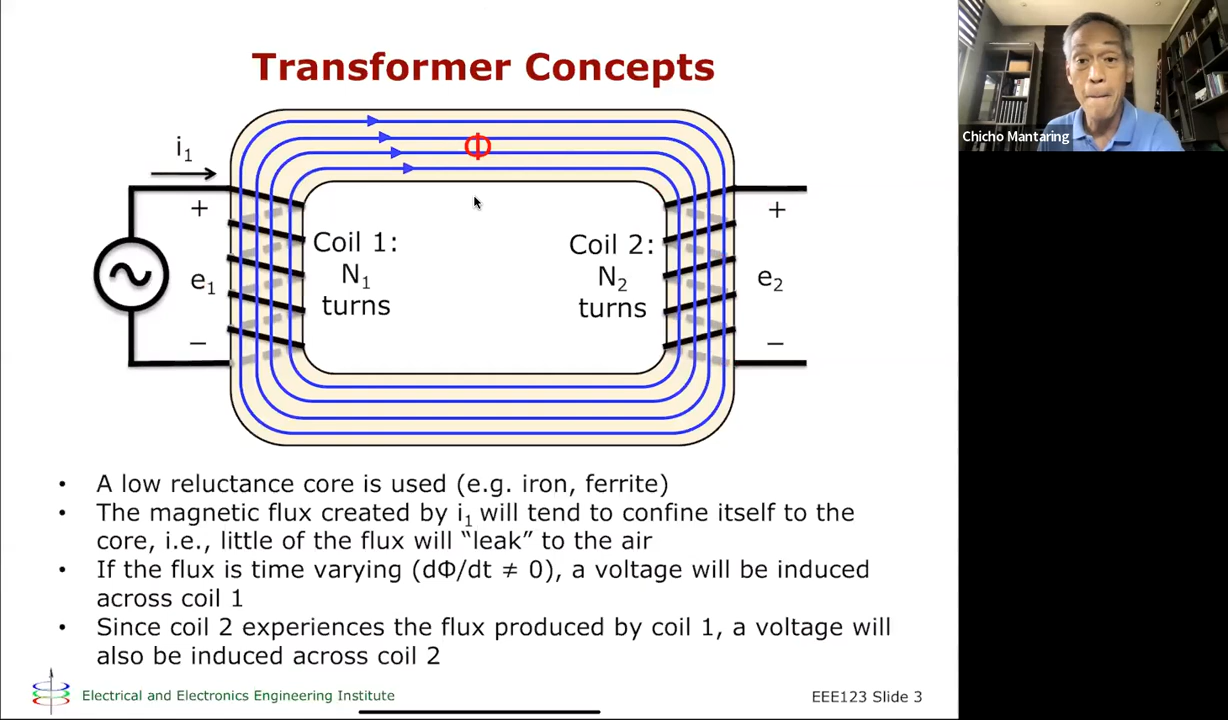 Transformer Concepts
Chicho Mantaring
i₁
Φ
+
+
Coil 1:
N₁
turns
Coil 2:
N₂
turns
e₁
e₂
–
–
• A low reluctance core is used (e.g. iron, ferrite)
• The magnetic flux created by i₁ will tend to confine itself to the
core, i.e., little of the flux will “leak” to the air
• If the flux is time varying (dΦ/dt ≠ 0), a voltage will be induced
across coil 1
• Since coil 2 experiences the flux produced by coil 1, a voltage will
also be induced across coil 2
Electrical and Electronics Engineering Institute
EEE123 Slide 3